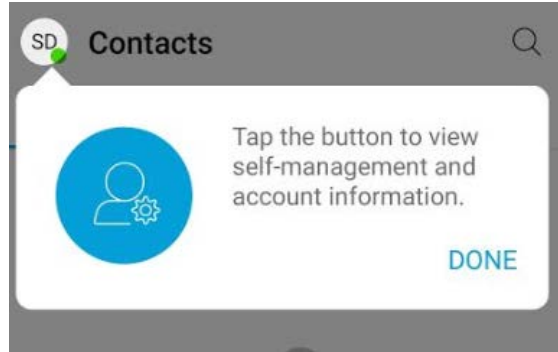 SD Contacts
Tap the button to view
self-management and
account information.
DONE